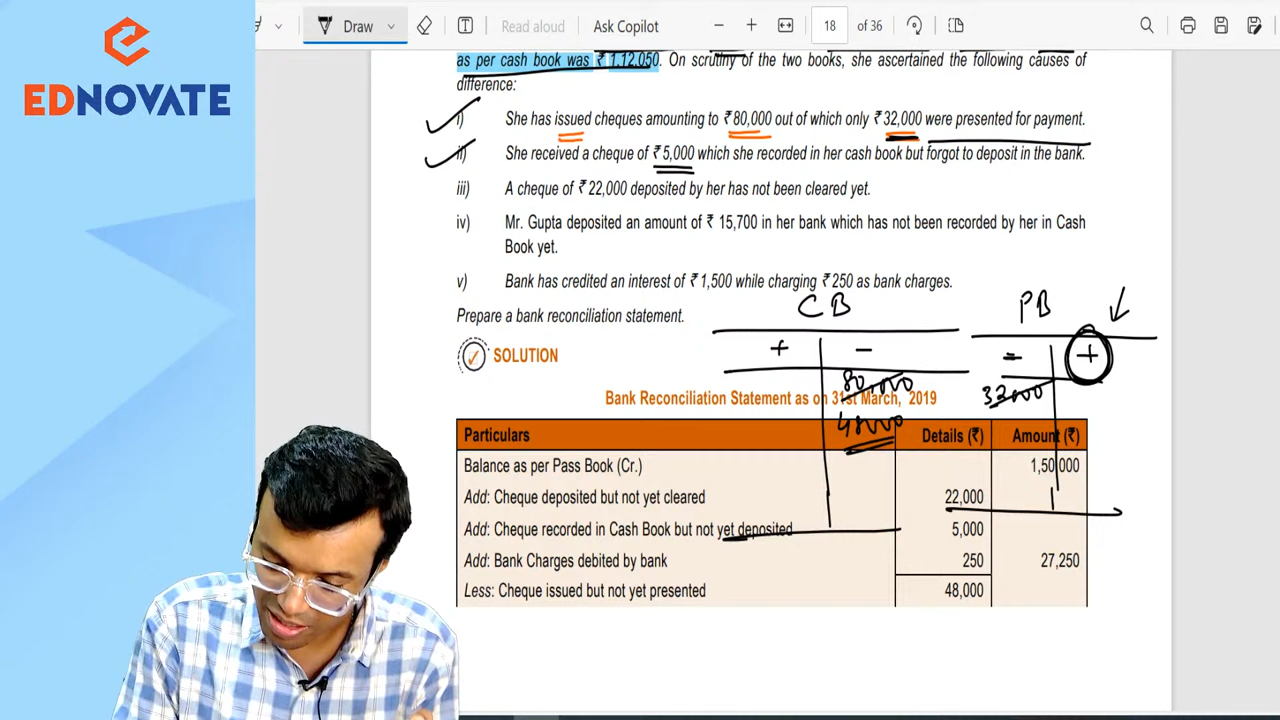 Draw
Read aloud
Ask Copilot
18 of 36
EDNOVATE
as per cash book was ₹ 1,12,050. On scrutiny of the two books, she ascertained the following causes of
difference:
i) She has issued cheques amounting to ₹80,000 out of which only ₹32,000 were presented for payment.
ii) She received a cheque of ₹5,000 which she recorded in her cash book but forgot to deposit in the bank.
iii) A cheque of ₹22,000 deposited by her has not been cleared yet.
iv) Mr. Gupta deposited an amount of ₹ 15,700 in her bank which has not been recorded by her in Cash
Book yet.
v) Bank has credited an interest of ₹1,500 while charging ₹250 as bank charges.
Prepare a bank reconciliation statement.
CB PB
+ - - +
SOLUTION
80,000 32000
Bank Reconciliation Statement as on 31st March, 2019
48000
Particulars Details (₹) Amount (₹)
Balance as per Pass Book (Cr.) 1,50,000
Add: Cheque deposited but not yet cleared 22,000
Add: Cheque recorded in Cash Book but not yet deposited 5,000
Add: Bank Charges debited by bank 250 27,250
Less: Cheque issued but not yet presented 48,000